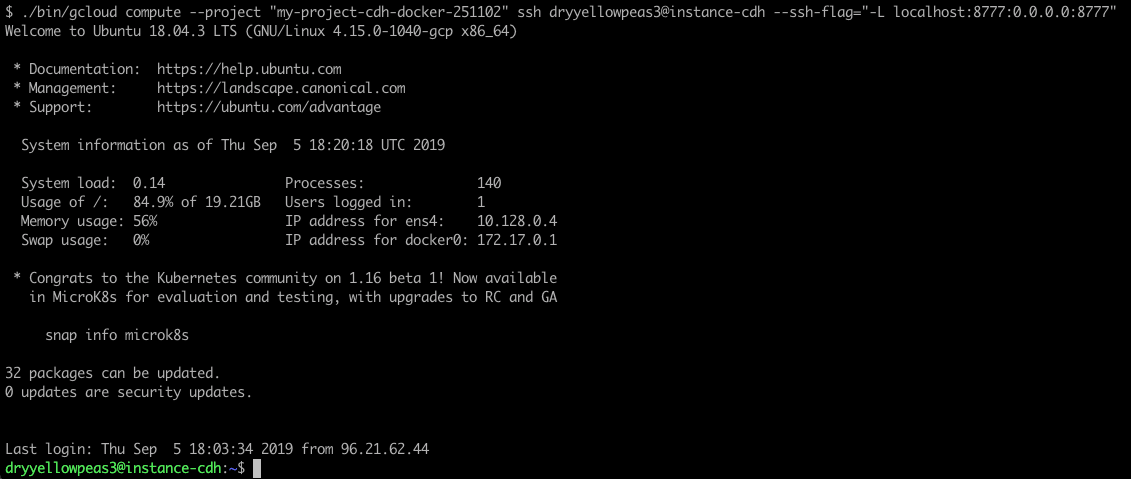 $ ./bin/gcloud compute --project "my-project-cdh-docker-251102" ssh dryyellowpeas3@instance-cdh --ssh-flag="-L localhost:8777:0.0.0.0:8777"
Welcome to Ubuntu 18.04.3 LTS (GNU/Linux 4.15.0-1040-gcp x86_64)
* Documentation:  https://help.ubuntu.com
* Management:     https://landscape.canonical.com
* Support:        https://ubuntu.com/advantage
System information as of Thu Sep  5 18:20:18 UTC 2019
System load:  0.14               Processes:              140
Usage of /:   84.9% of 19.21GB   Users logged in:        1
Memory usage: 56%                IP address for ens4:    10.128.0.4
Swap usage:   0%                 IP address for docker0: 172.17.0.1
* Congrats to the Kubernetes community on 1.16 beta 1! Now available
in MicroK8s for evaluation and testing, with upgrades to RC and GA
snap info microk8s
32 packages can be updated.
0 updates are security updates.
Last login: Thu Sep  5 18:03:34 2019 from 96.21.62.44
dryyellowpeas3@instance-cdh:~$